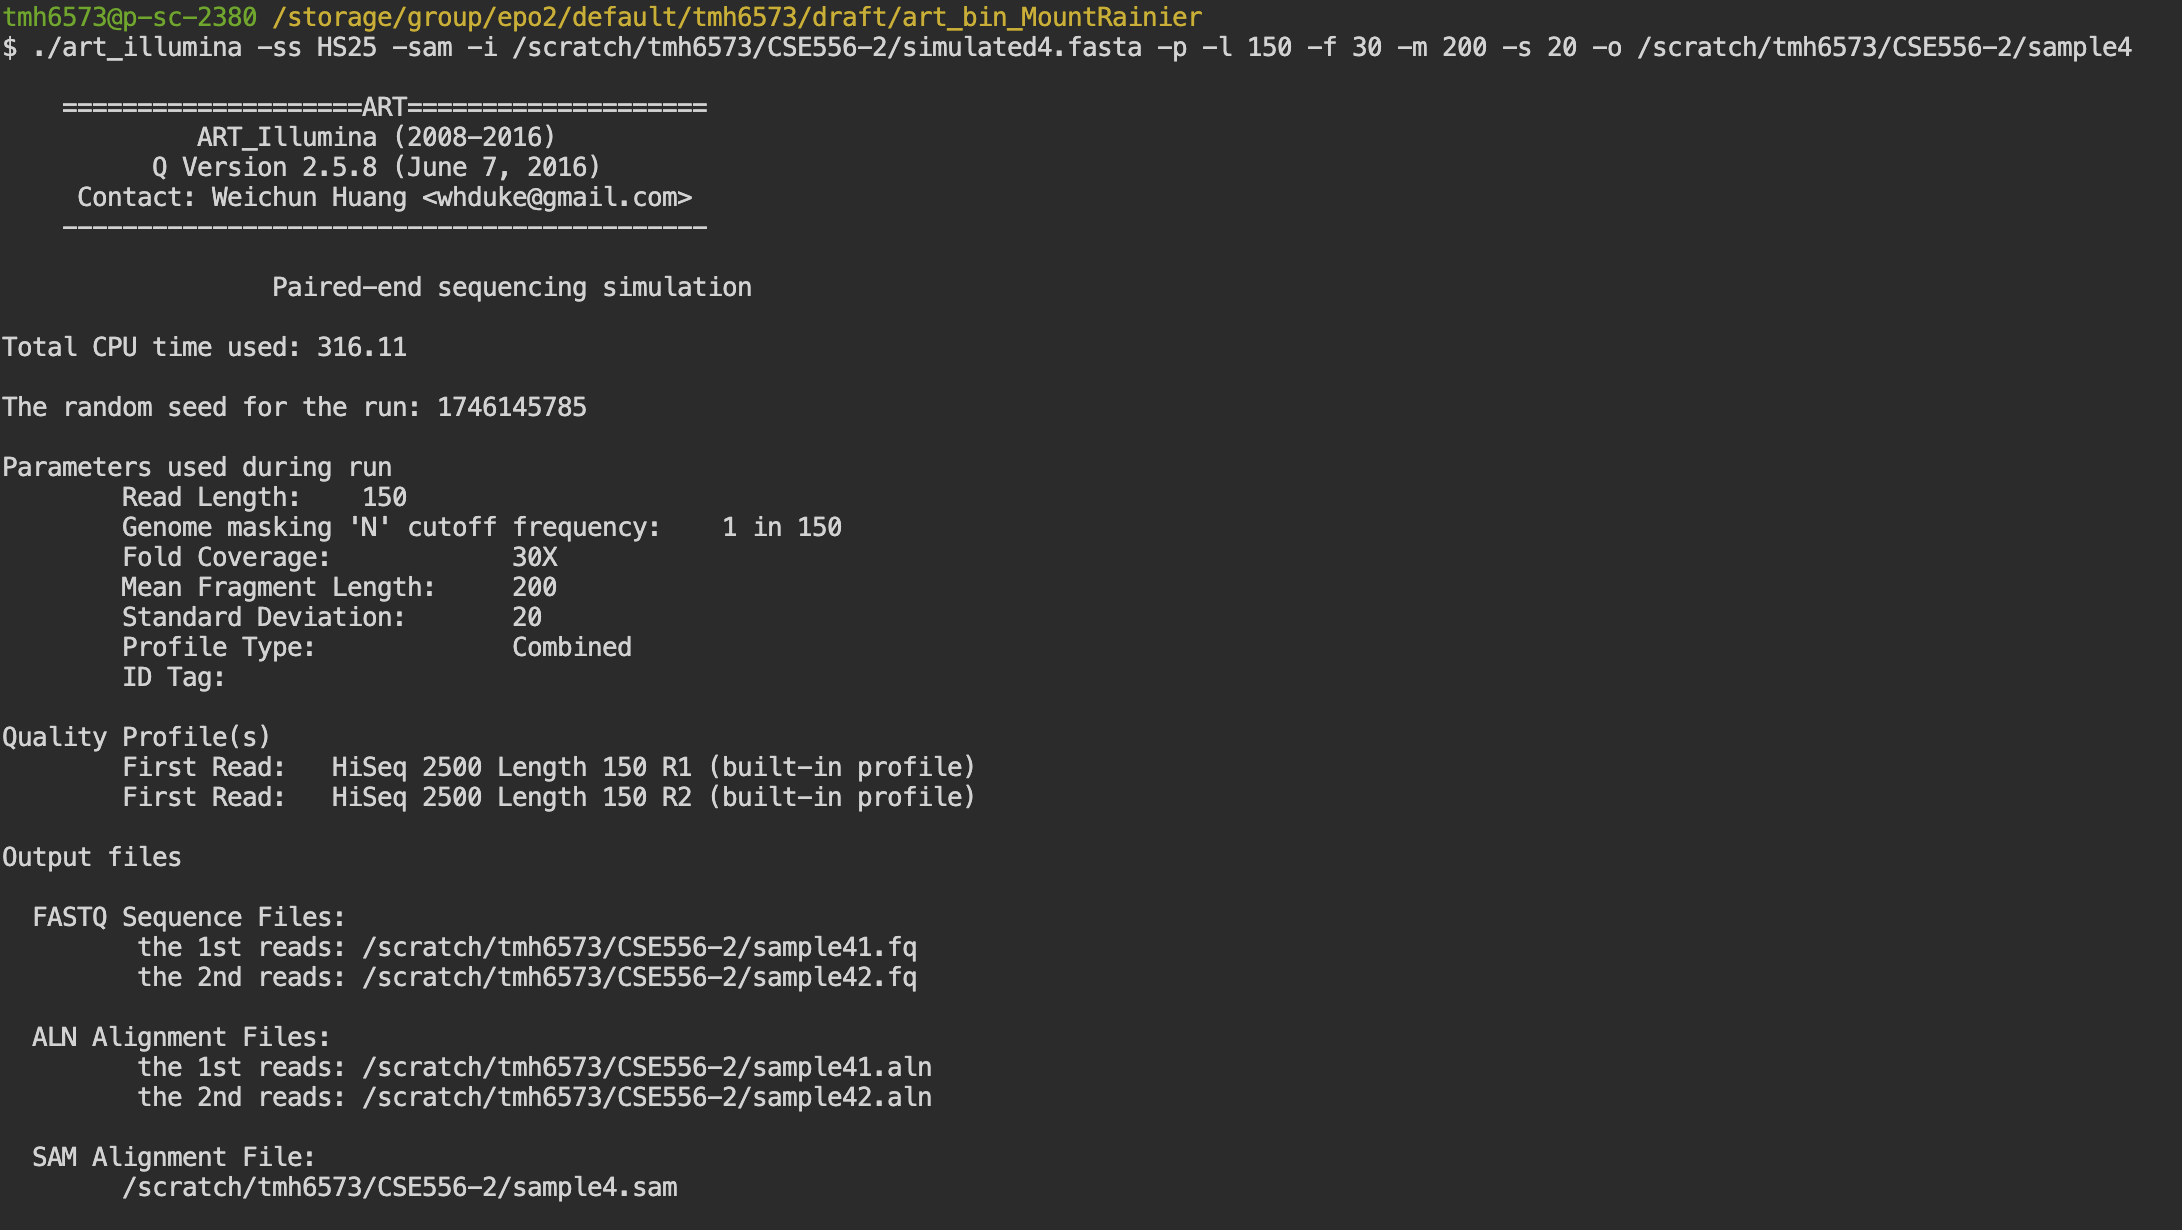 tmh6573@p-sc-2380 /storage/group/epo2/default/tmh6573/draft/art_bin_MountRainier
$ ./art_illumina -ss HS25 -sam -i /scratch/tmh6573/CSE556-2/simulated4.fasta -p -l 150 -f 30 -m 200 -s 20 -o /scratch/tmh6573/CSE556-2/sample4
====================ART====================
ART_Illumina (2008-2016)
Q Version 2.5.8 (June 7, 2016)
Contact: Weichun Huang <whduke@gmail.com>
-------------------------------------------
Paired-end sequencing simulation
Total CPU time used: 316.11
The random seed for the run: 1746145785
Parameters used during run
Read Length: 150
Genome masking 'N' cutoff frequency: 1 in 150
Fold Coverage: 30X
Mean Fragment Length: 200
Standard Deviation: 20
Profile Type: Combined
ID Tag:
Quality Profile(s)
First Read: HiSeq 2500 Length 150 R1 (built-in profile)
First Read: HiSeq 2500 Length 150 R2 (built-in profile)
Output files
FASTQ Sequence Files:
the 1st reads: /scratch/tmh6573/CSE556-2/sample41.fq
the 2nd reads: /scratch/tmh6573/CSE556-2/sample42.fq
ALN Alignment Files:
the 1st reads: /scratch/tmh6573/CSE556-2/sample41.aln
the 2nd reads: /scratch/tmh6573/CSE556-2/sample42.aln
SAM Alignment File:
/scratch/tmh6573/CSE556-2/sample4.sam